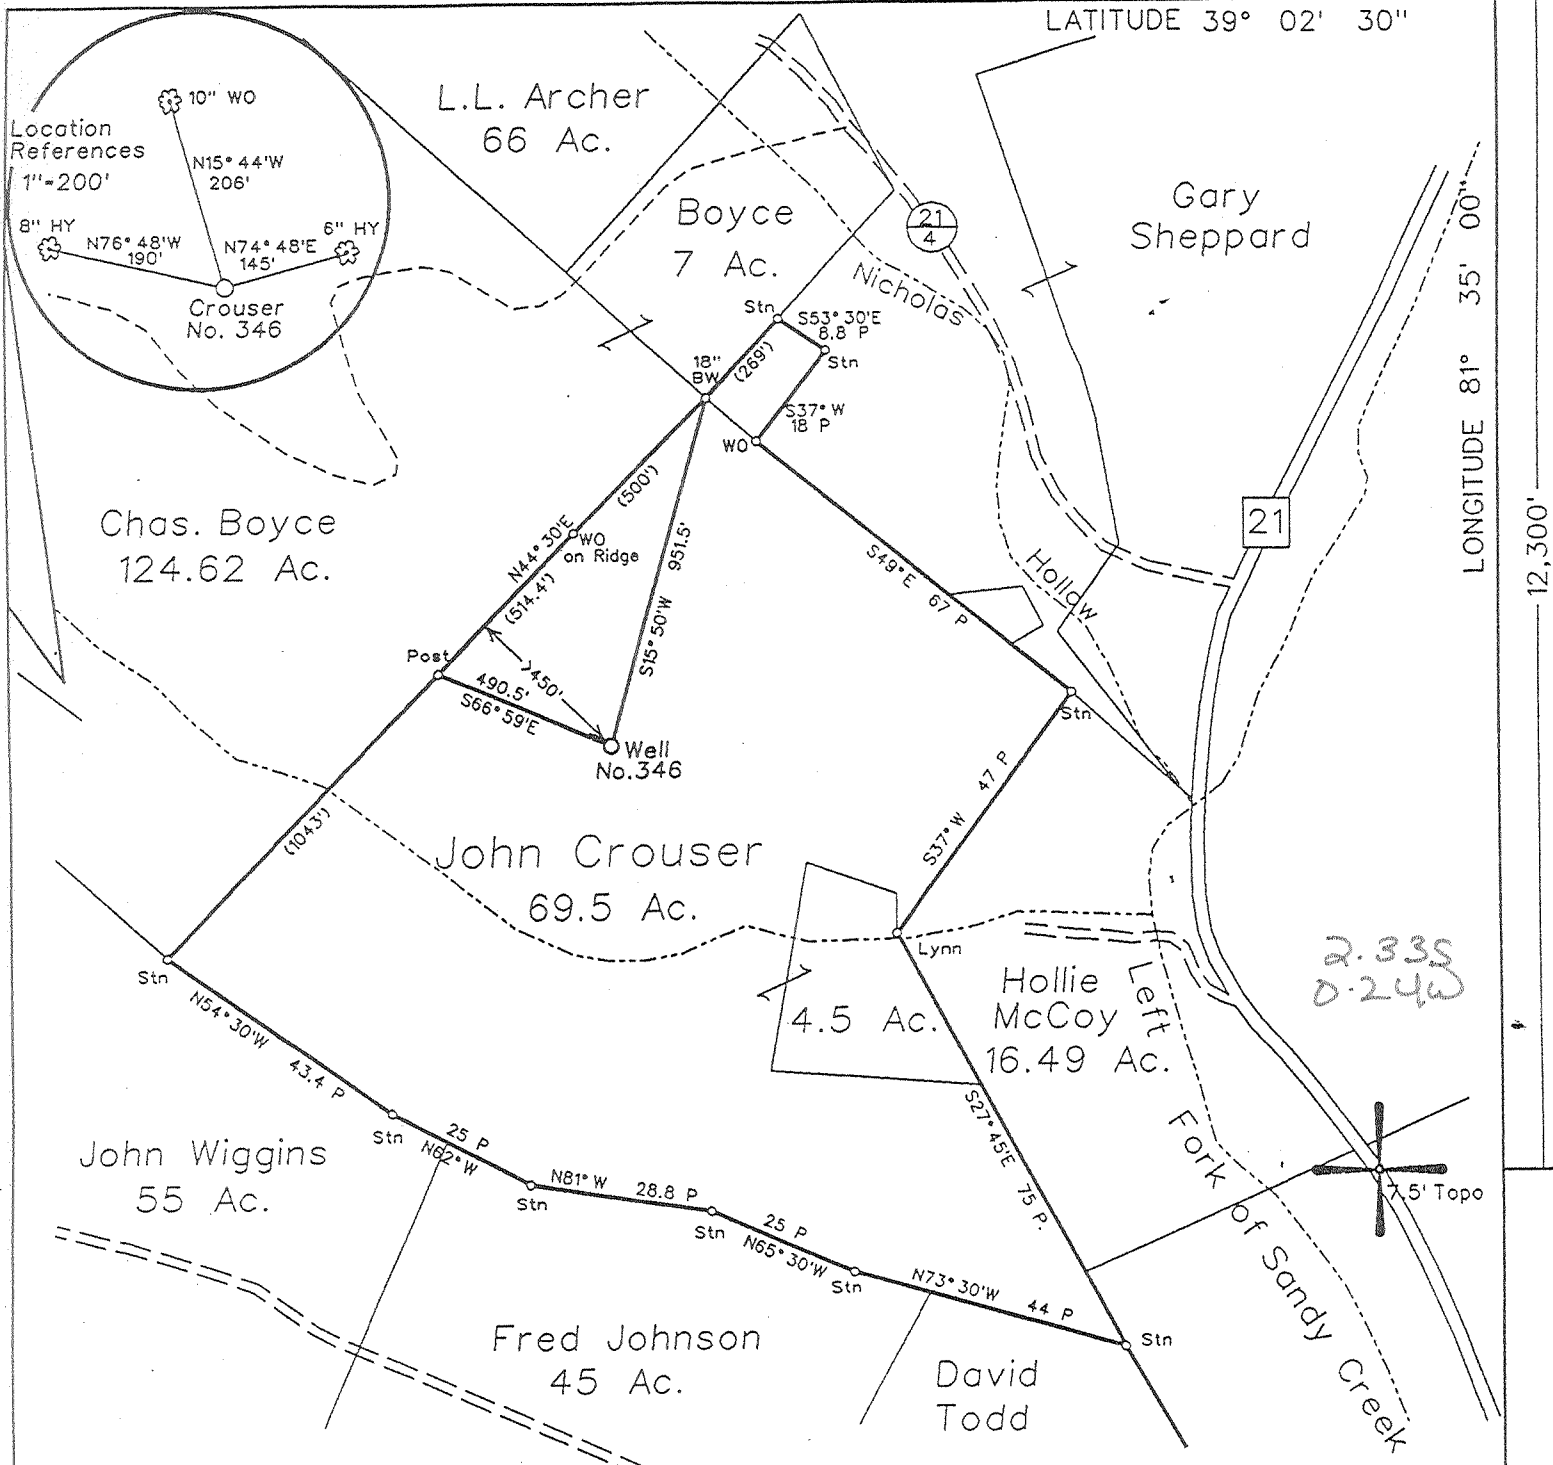 LATITUDE 39° 02' 30"
10" WO
Location
References
1"=200'
N15° 44'W
206'
8" HY
N76° 48'W
190'
N74° 48'E
145'
6" HY
Crouser
No. 346
L.L. Archer
66 Ac.
Boyce
7 Ac.
21
4
Gary
Sheppard
LONGITUDE 81° 35' 00"
12,300'
Nicholas
Hollow
Stn
S53° 30'E
8.8 P
Stn
18"
BW
(269')
S37° W
18 P
WO
21
Chas. Boyce
124.62 Ac.
(500')
N44° 30'E
WO
on Ridge
(514.4')
951.5'
S15° 50'W
S49° E 67 P
Post
>450'
490.5'
S66° 59'E
Well
No.346
Stn
S37° W 47 P
(1043')
John Crouser
69.5 Ac.
Lynn
Stn
N54° 30'W 43.4 P
4.5 Ac.
Hollie
McCoy
16.49 Ac.
Left Fork of Sandy Creek
2.33S
0.24W
S27° 45'E 75 P.
7.5' Topo
John Wiggins
55 Ac.
Stn
25 P
N62° W
Stn
N81° W 28.8 P
Stn
25 P
N65° 30'W
Stn
N73° 30'W 44 P
Stn
Fred Johnson
45 Ac.
David
Todd